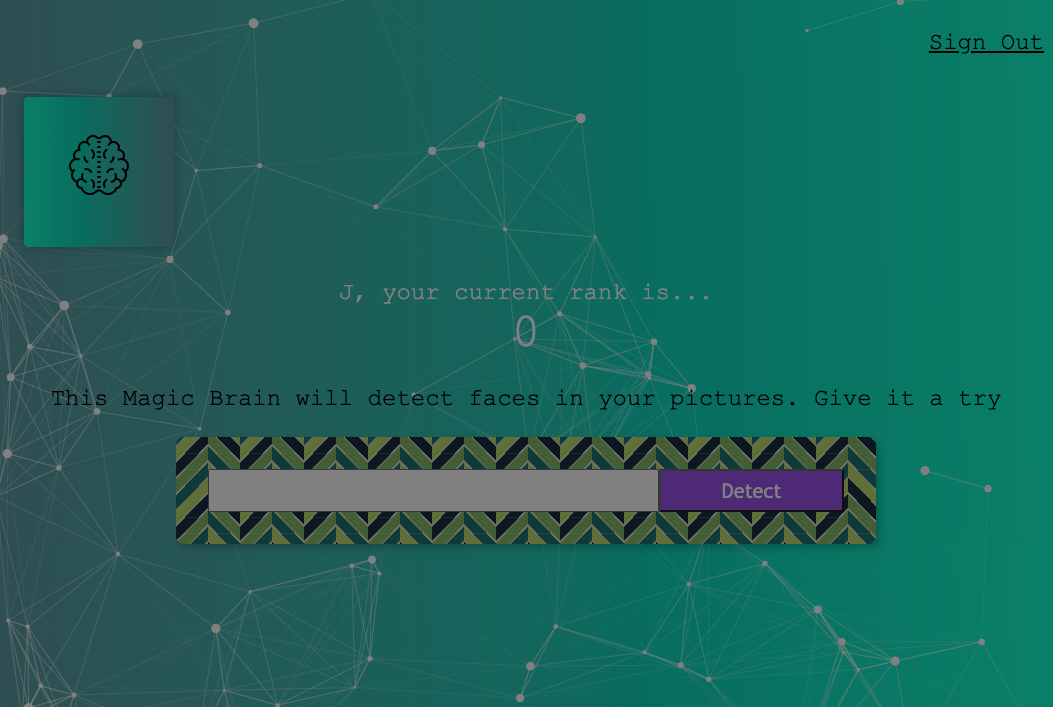 Sign Out
J, your current rank is...
0
This Magic Brain will detect faces in your pictures. Give it a try
Detect